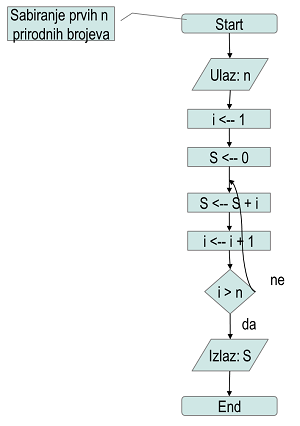 Sabiranje prvih n
prirodnih brojeva
Start
Ulaz: n
i <-- 1
S <-- 0
S <-- S + i
i <-- i + 1
i > n
ne
da
Izlaz: S
End